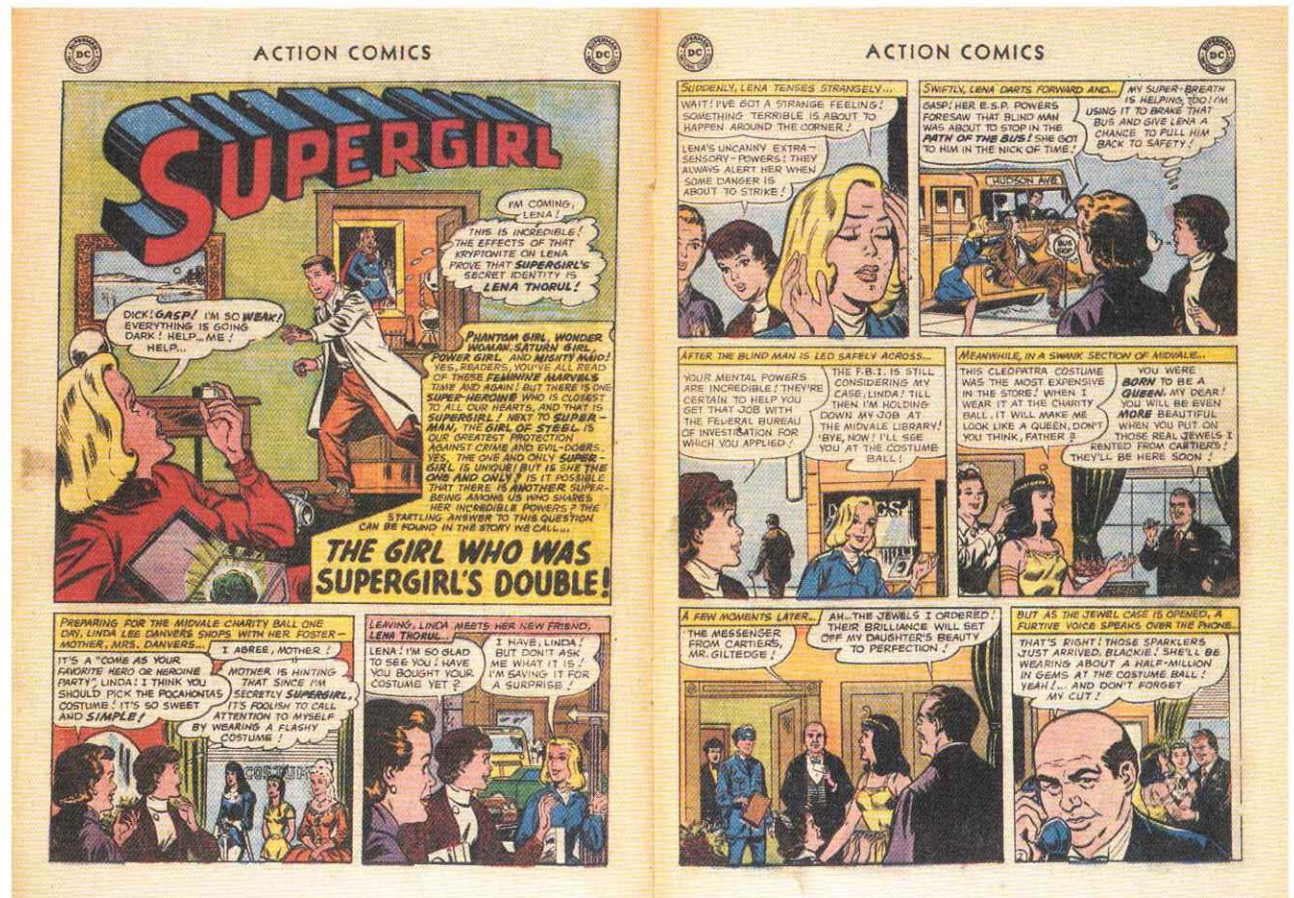 ACTION COMICS
SUPERMAN
DC
NATIONAL COMICS
SUPERGIRL
I'M COMING,
LENA!
THIS IS INCREDIBLE!
THE EFFECTS OF THAT
KRYPTONITE ON LENA
PROVE THAT SUPERGIRL'S
SECRET IDENTITY IS
LENA THORUL!
DICK! GASP! I'M SO WEAK!
EVERYTHING IS GOING
DARK! HELP...ME!
HELP...
PHANTOM GIRL, WONDER
WOMAN, SATURN GIRL,
POWER GIRL AND MIGHTY MAID!
YES, READERS, YOU'VE ALL READ
OF THESE FEMININE MARVELS
TIME AND AGAIN! BUT THERE IS ONE
SUPER-HEROINE WHO IS CLOSEST
TO ALL OUR HEARTS, AND THAT IS
SUPERGIRL! NEXT TO SUPER-
MAN, THE GIRL OF STEEL IS
OUR GREATEST PROTECTION
AGAINST CRIME AND EVIL-DOERS.
YES, THE ONE AND ONLY SUPER-
GIRL IS UNIQUE! BUT IS SHE THE
ONE AND ONLY? IS IT POSSIBLE
THAT THERE IS ANOTHER SUPER-
BEING AMONG US WHO SHARES
HER INCREDIBLE POWERS? THE
STARTLING ANSWER TO THIS QUESTION
CAN BE FOUND IN THE STORY WE CALL...
THE GIRL WHO WAS
SUPERGIRL'S DOUBLE!
PREPARING FOR THE MIDVALE CHARITY BALL ONE
DAY, LINDA LEE DANVERS SHOPS WITH HER FOSTER-
MOTHER, MRS. DANVERS...
IT'S A "COME AS YOUR
FAVORITE HERO OR HEROINE
PARTY", LINDA! I THINK YOU
SHOULD PICK THE POCAHONTAS
COSTUME! IT'S SO SWEET
AND SIMPLE!
I AGREE, MOTHER!
MOTHER IS HINTING
THAT SINCE I'M
SECRETLY SUPERGIRL,
IT'S FOOLISH TO CALL
ATTENTION TO MYSELF
BY WEARING A FLASHY
COSTUME!
COSTUM
LEAVING, LINDA MEETS HER NEW FRIEND,
LENA THORUL...
LENA! I'M SO GLAD
TO SEE YOU! HAVE
YOU BOUGHT YOUR
COSTUME YET?
I HAVE, LINDA!
BUT DON'T ASK
ME WHAT IT IS!
I'M SAVING IT FOR
A SURPRISE!
ACTION COMICS
SUDDENLY, LENA TENSES STRANGELY...
WAIT! I'VE GOT A STRANGE FEELING!
SOMETHING TERRIBLE IS ABOUT TO
HAPPEN AROUND THE CORNER!
LENA'S UNCANNY EXTRA-
SENSORY-POWERS! THEY
ALWAYS ALERT HER WHEN
SOME DANGER IS
ABOUT TO STRIKE!
SWIFTLY, LENA DARTS FORWARD AND...
GASP! HER E.S.P. POWERS
FORESAW THAT BLIND MAN
WAS ABOUT TO STOP IN THE
PATH OF THE BUS! SHE GOT
TO HIM IN THE NICK OF TIME!
MY SUPER-BREATH
IS HELPING, TOO! I'M
USING IT TO BRAKE THAT
BUS AND GIVE LENA A
CHANCE TO PULL HIM
BACK TO SAFETY!
HUDSON AVE
BUS
STOP
AFTER THE BLIND MAN IS LED SAFELY ACROSS...
YOUR MENTAL POWERS
ARE INCREDIBLE! THEY'RE
CERTAIN TO HELP YOU
GET THAT JOB WITH
THE FEDERAL BUREAU
OF INVESTIGATION FOR
WHICH YOU APPLIED!
THE F.B.I. IS STILL
CONSIDERING MY
CASE, LINDA! TILL
THEN I'M HOLDING
DOWN MY JOB AT
THE MIDVALE LIBRARY!
'BYE, NOW! I'LL SEE
YOU AT THE COSTUME
BALL!
MEANWHILE, IN A SWANK SECTION OF MIDVALE...
THIS CLEOPATRA COSTUME
WAS THE MOST EXPENSIVE
IN THE STORE! WHEN I
WEAR IT AT THE CHARITY
BALL, IT WILL MAKE ME
LOOK LIKE A QUEEN, DON'T
YOU THINK, FATHER?
YOU WERE
BORN TO BE A
QUEEN, MY DEAR!
YOU WILL BE EVEN
MORE BEAUTIFUL
WHEN YOU PUT ON
THOSE REAL JEWELS I
RENTED FROM CARTIERS!
THEY'LL BE HERE SOON!
A FEW MOMENTS LATER...
THE MESSENGER
FROM CARTIERS,
MR. GILTEDGE!
AH...THE JEWELS I ORDERED!
THEIR BRILLIANCE WILL SET
OFF MY DAUGHTER'S BEAUTY
TO PERFECTION!
BUT AS THE JEWEL CASE IS OPENED, A
FURTIVE VOICE SPEAKS OVER THE PHONE...
THAT'S RIGHT! THOSE SPARKLERS
JUST ARRIVED, BLACKIE! SHE'LL BE
WEARING ABOUT A HALF-MILLION
IN GEMS AT THE COSTUME BALL!
YEAH!... AND DON'T FORGET
MY CUT!
2